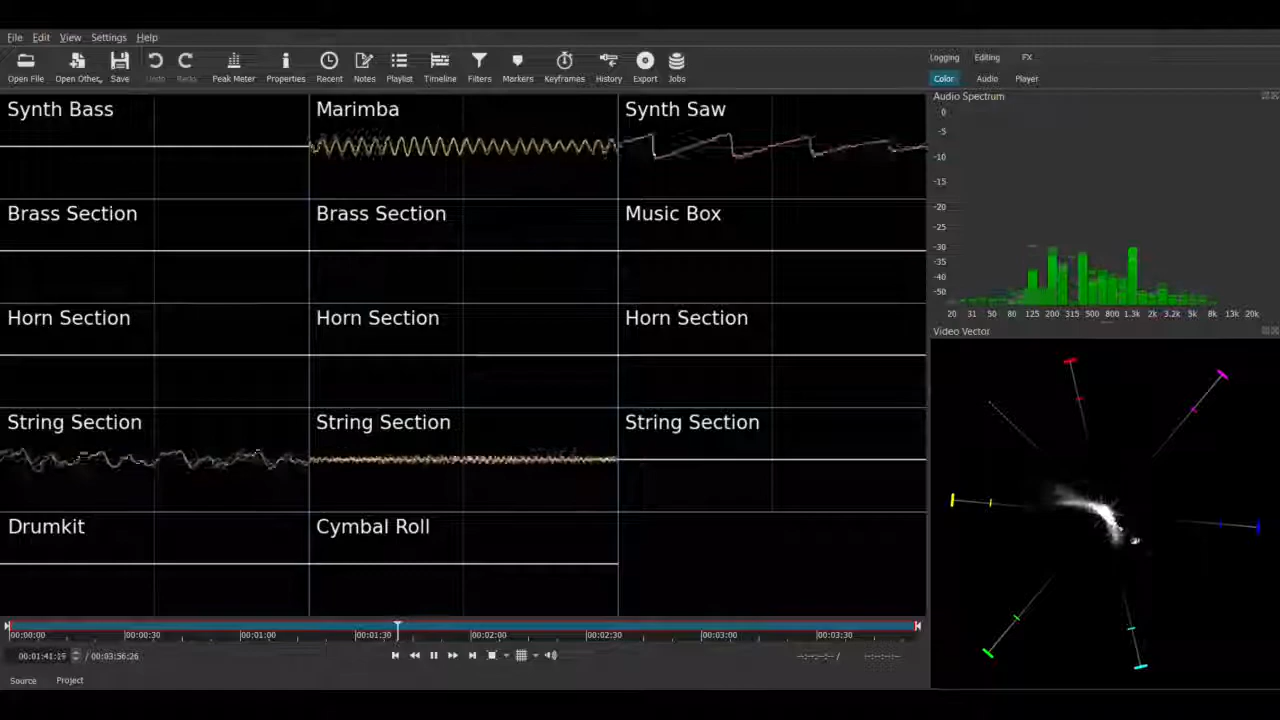 File Edit View Settings Help
Open File Open Other... Save Undo Redo Peak Meter Properties Recent Notes Playlist Timeline Filters Markers Keyframes History Export Jobs
Logging Editing FX
Color Audio Player
Synth Bass Marimba Synth Saw
Brass Section Brass Section Music Box
Horn Section Horn Section Horn Section
String Section String Section String Section
Drumkit Cymbal Roll
Audio Spectrum
0
-5
-10
-15
-20
-25
-30
-35
-40
-50
20 31 50 80 125 200 315 500 800 1.3k 2k 3.2k 5k 8k 13k 20k
Video Vector
00:00:00 00:00:30 00:01:00 00:01:30 00:02:00 00:02:30 00:03:00 00:03:30
/ 00:03:56:26
--:--:--:-- / --:--:--:--
Source Project